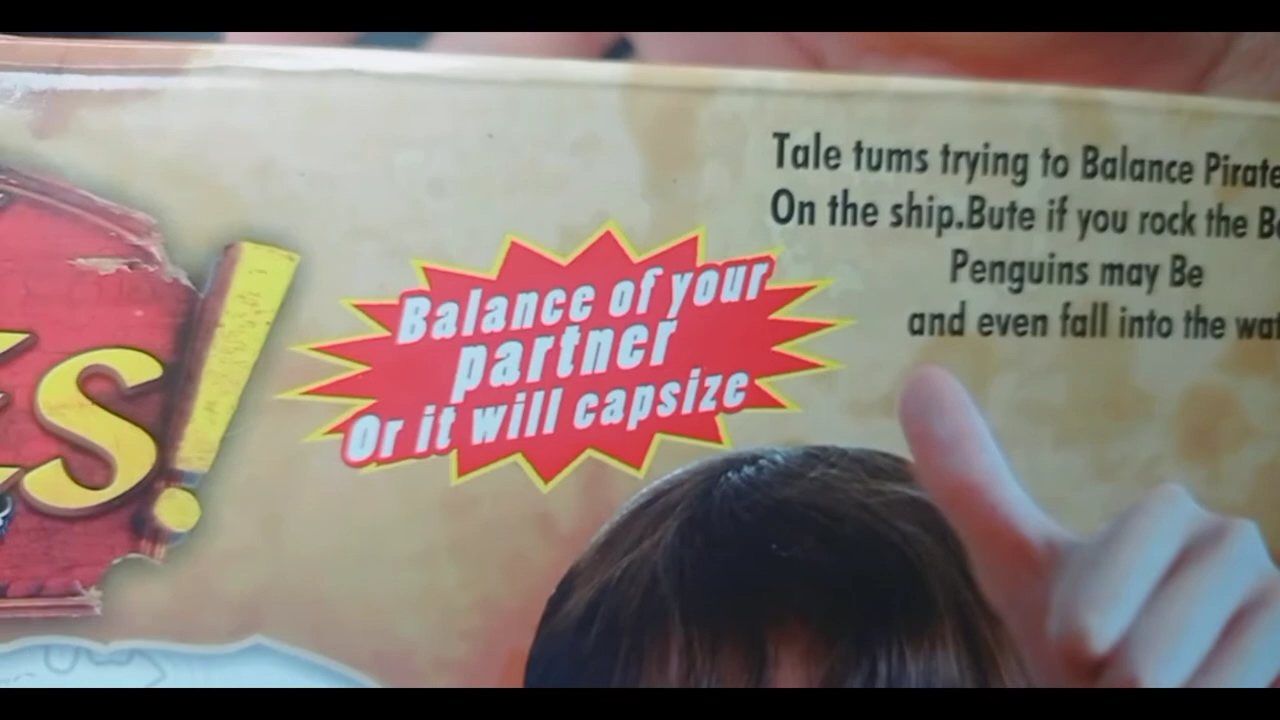 Tale tums trying to Balance Pirate
On the ship.Bute if you rock the
Penguins may Be
and even fall into the
s!
Balance of your
partner
Or it will capsize